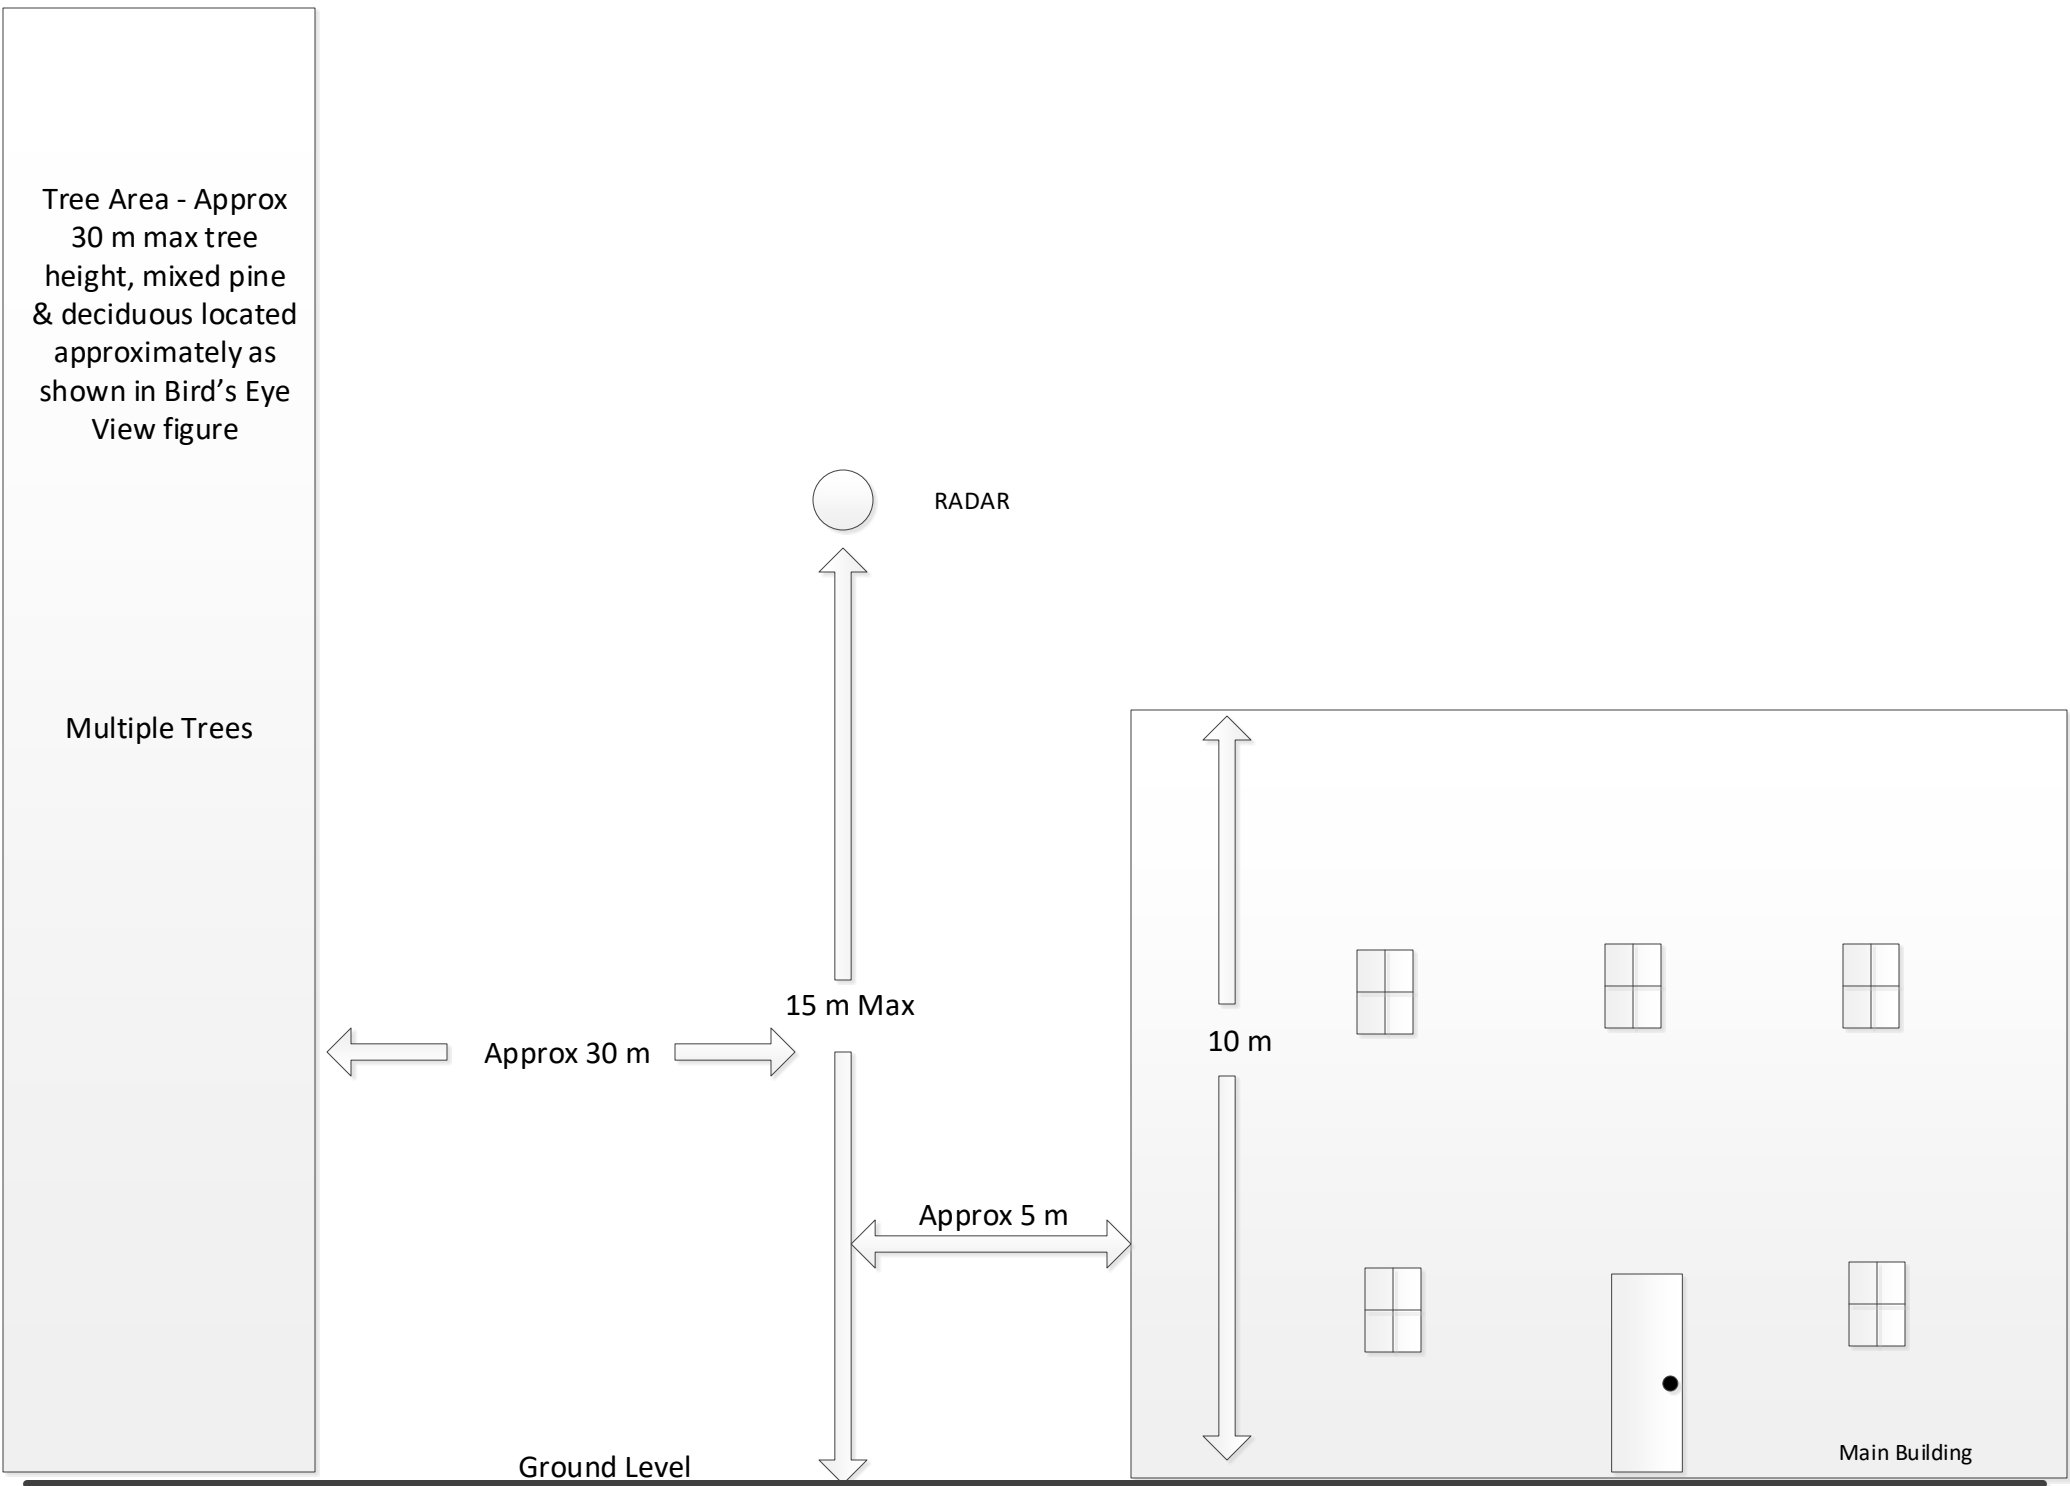 Tree Area - Approx
30 m max tree
height, mixed pine
& deciduous located
approximately as
shown in Bird’s Eye
View figure
RADAR
Multiple Trees
15 m Max
10 m
Approx 30 m
Approx 5 m
Main Building
Ground Level